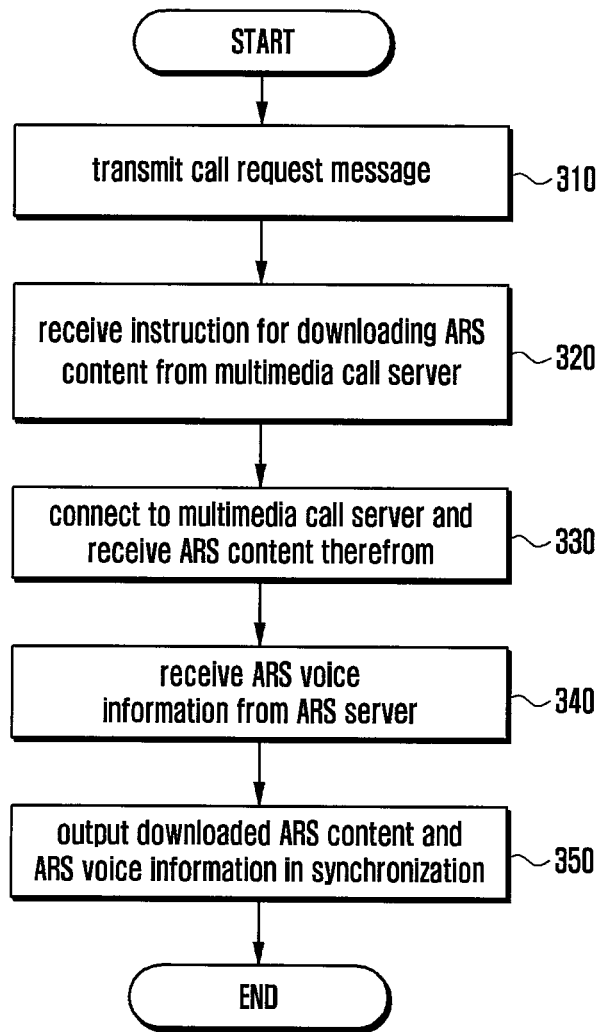 START
transmit call request message
310
receive instruction for downloading ARS
content from multimedia call server
320
connect to multimedia call server and
receive ARS content therefrom
330
receive ARS voice
information from ARS server
340
output downloaded ARS content and
ARS voice information in synchronization
350
END